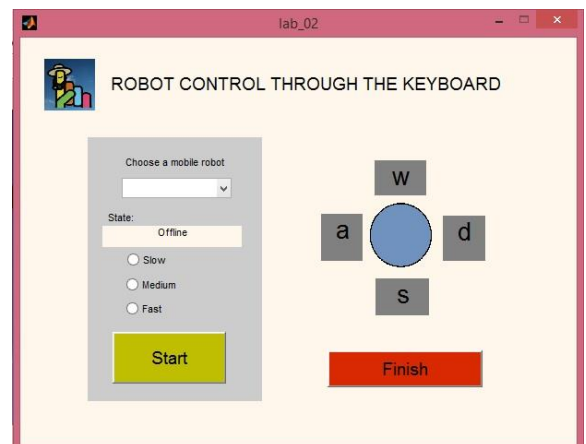 lab_02
ROBOT CONTROL THROUGH THE KEYBOARD
Choose a mobile robot
State:
Offline
Slow
Medium
Fast
Start
w
a
d
s
Finish